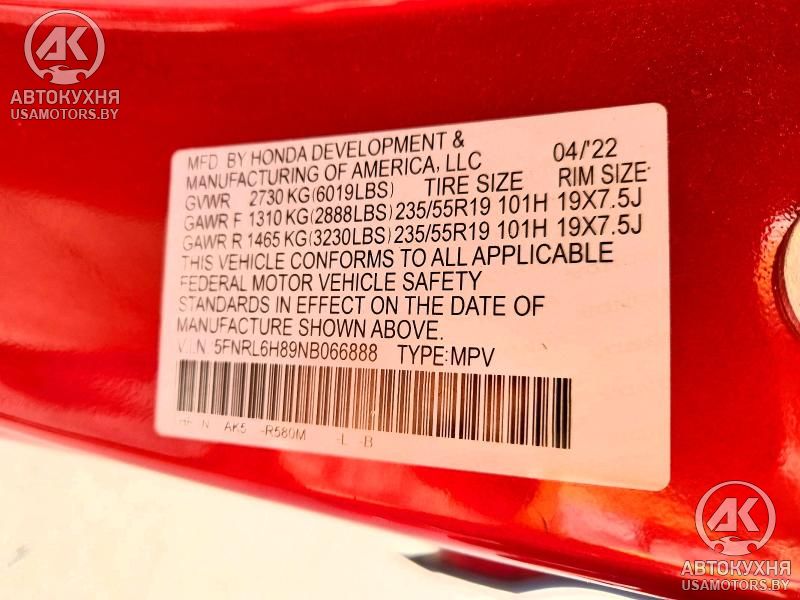 AK
АВТОКУХНЯ
USAMOTORS.BY
MFD. BY HONDA DEVELOPMENT & 04/'22
MANUFACTURING OF AMERICA, LLC
GVWR 2730 KG(6019LBS) TIRE SIZE RIM SIZE
GAWR F 1310 KG(2888LBS) 235/55R19 101H 19X7.5J
GAWR R 1465 KG(3230LBS) 235/55R19 101H 19X7.5J
THIS VEHICLE CONFORMS TO ALL APPLICABLE
FEDERAL MOTOR VEHICLE SAFETY
STANDARDS IN EFFECT ON THE DATE OF
MANUFACTURE SHOWN ABOVE.
V.I.N. 5FNRL6H89NB066888 TYPE:MPV
AK5 -R580M -L -B
AK
АВТОКУХНЯ
USAMOTORS.BY